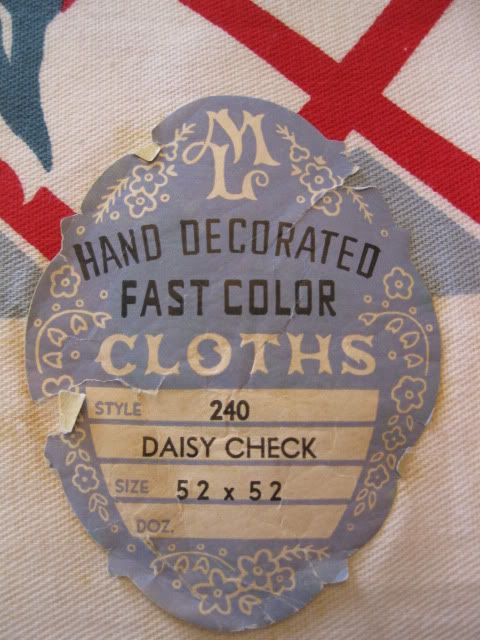 ML
HAND DECORATED
FAST COLOR
CLOTHS
STYLE 240
DAISY CHECK
SIZE 52 x 52
DOZ.